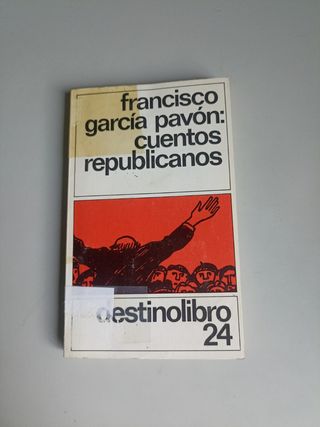 francisco
garcía pavón:
cuentos
republicanos
destinolibro
24